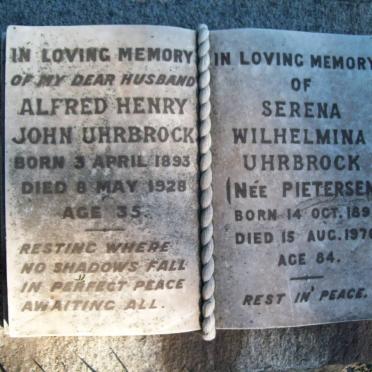 IN LOVING MEMORY
OF MY DEAR HUSBAND
ALFRED HENRY
JOHN UHRBROCK
BORN 3 APRIL 1893
DIED 8 MAY 1928
AGE 35.
RESTING WHERE
NO SHADOWS FALL
IN PERFECT PEACE
AWAITING ALL.
IN LOVING MEMORY
OF
SERENA
WILHELMINA
UHRBROCK
(NÉE PIETERSEN
BORN 14 OCT. 189
DIED 15 AUG. 197
AGE 84.
REST IN PEACE.